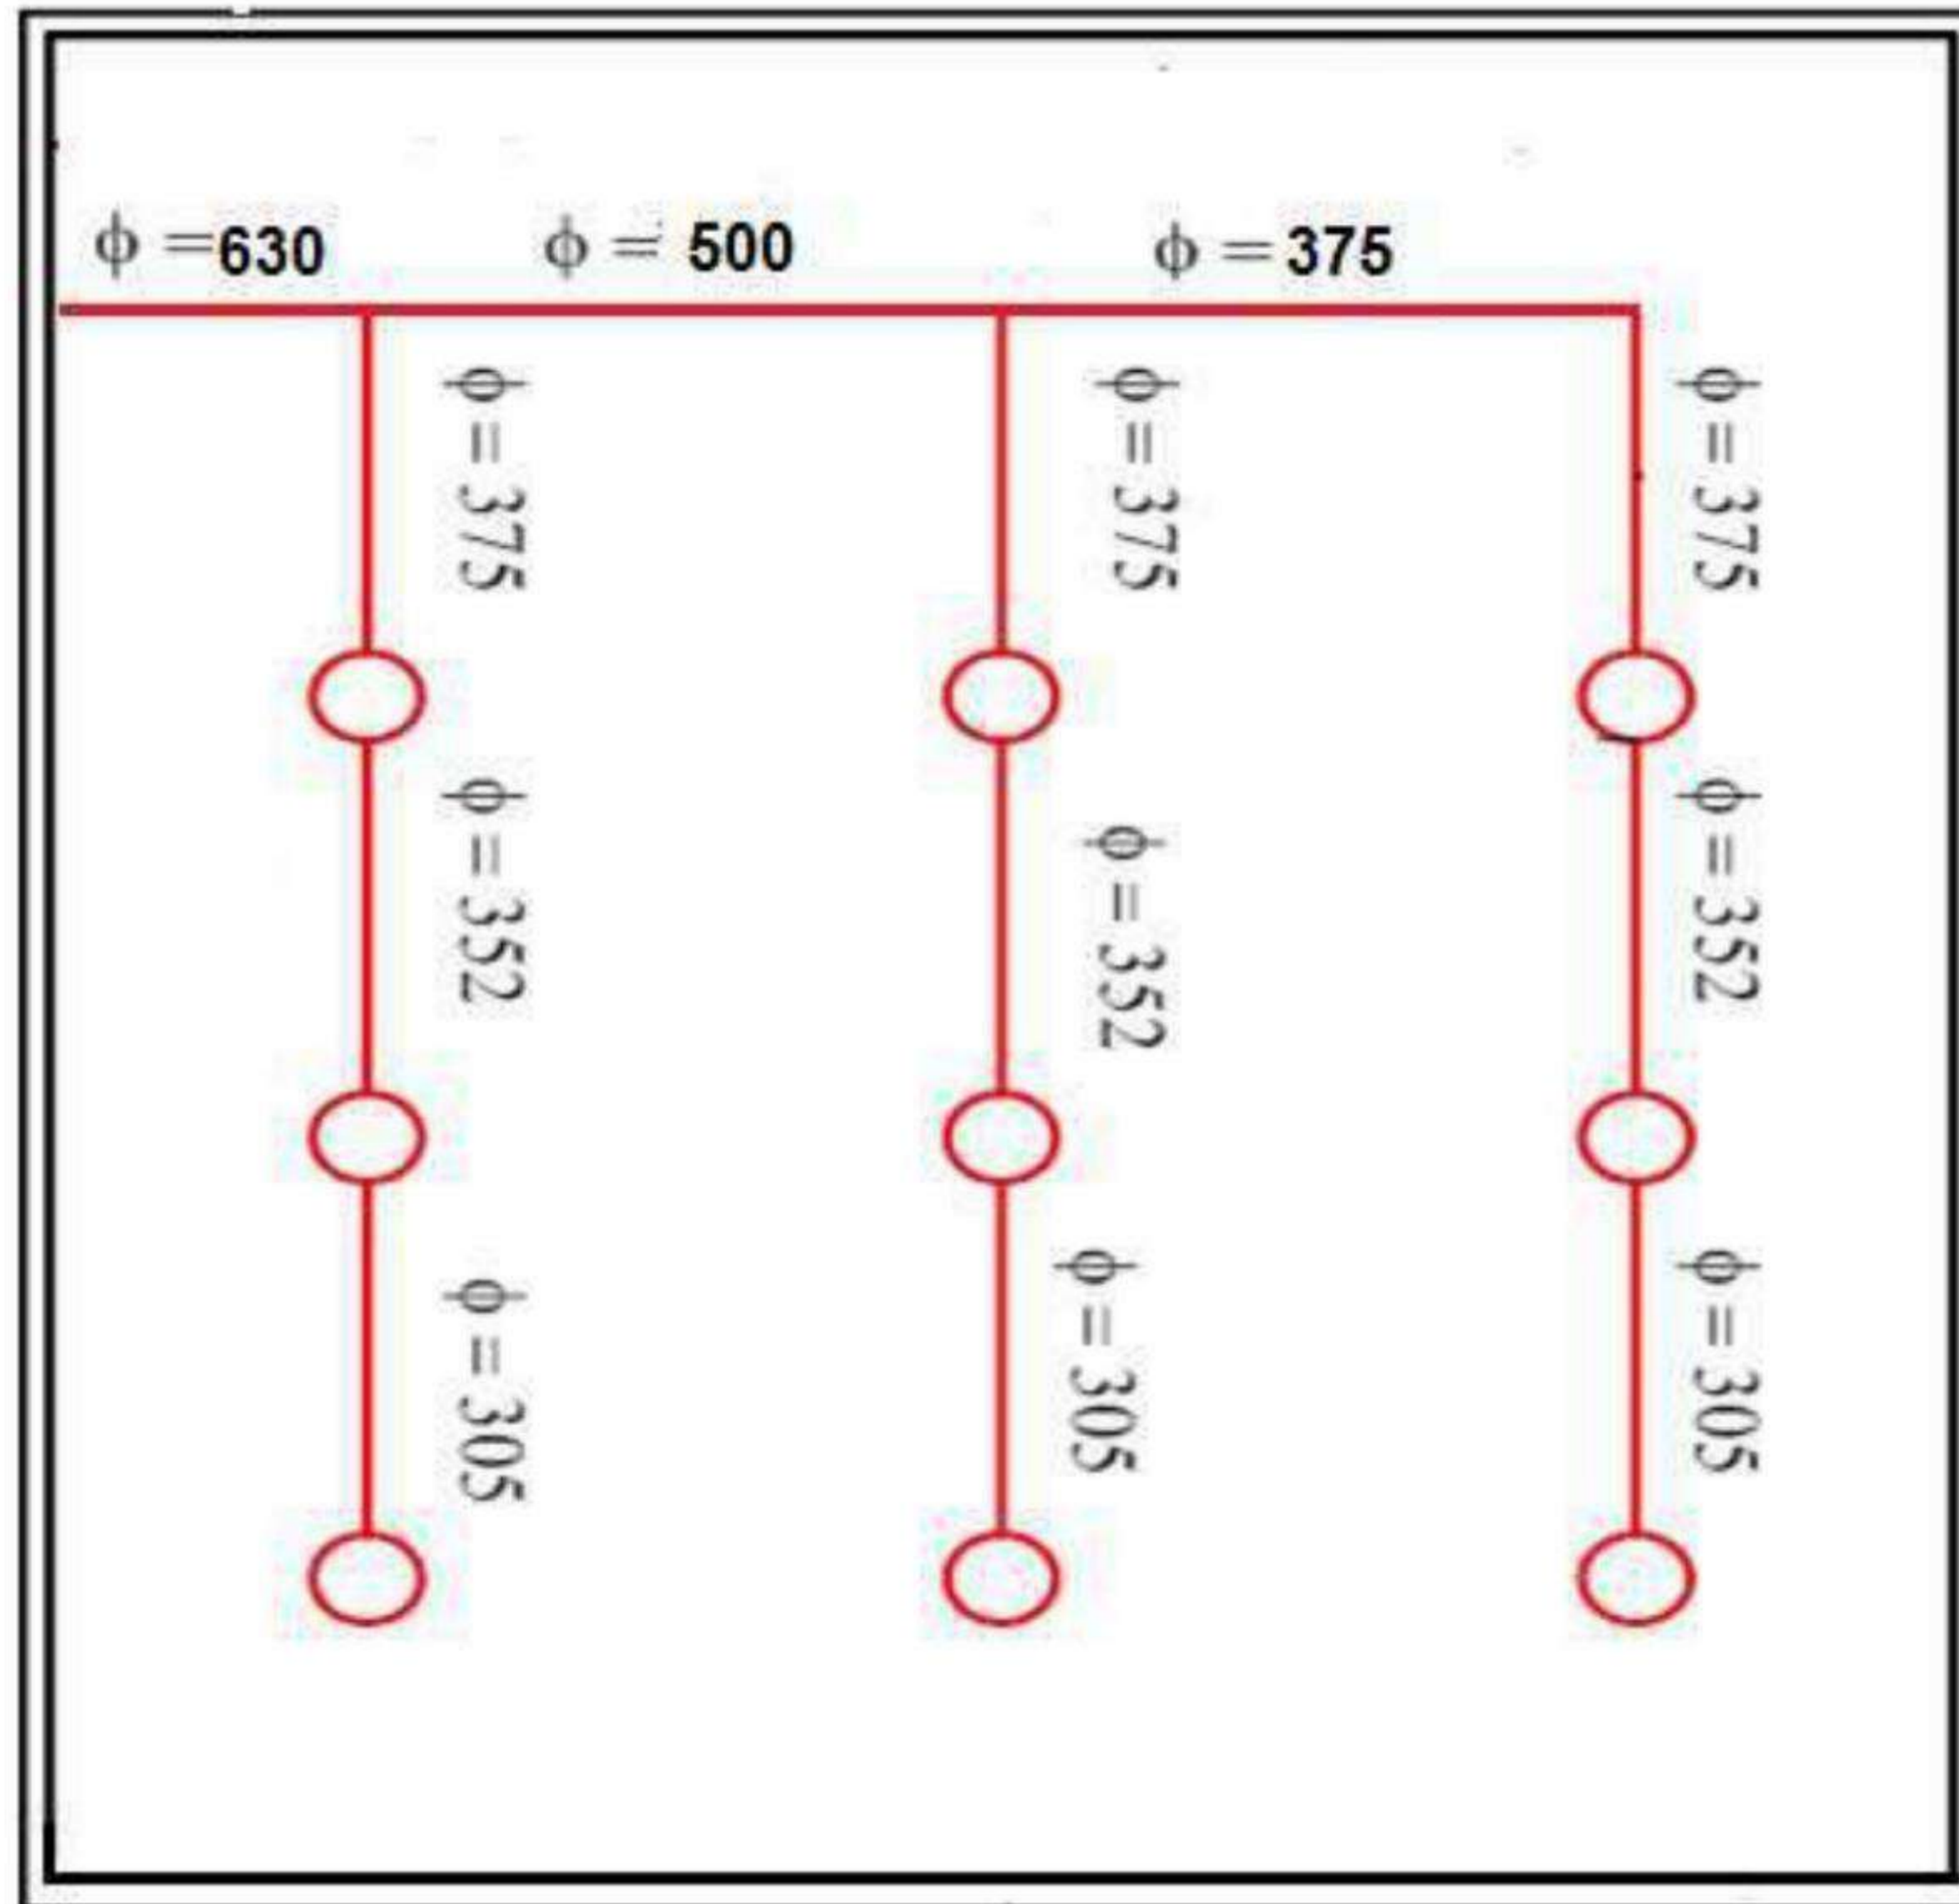 ϕ =630 ϕ = 500 ϕ = 375
ϕ = 375
ϕ = 375
ϕ = 375
ϕ = 352
ϕ = 352
ϕ = 352
ϕ = 305
ϕ = 305
ϕ = 305